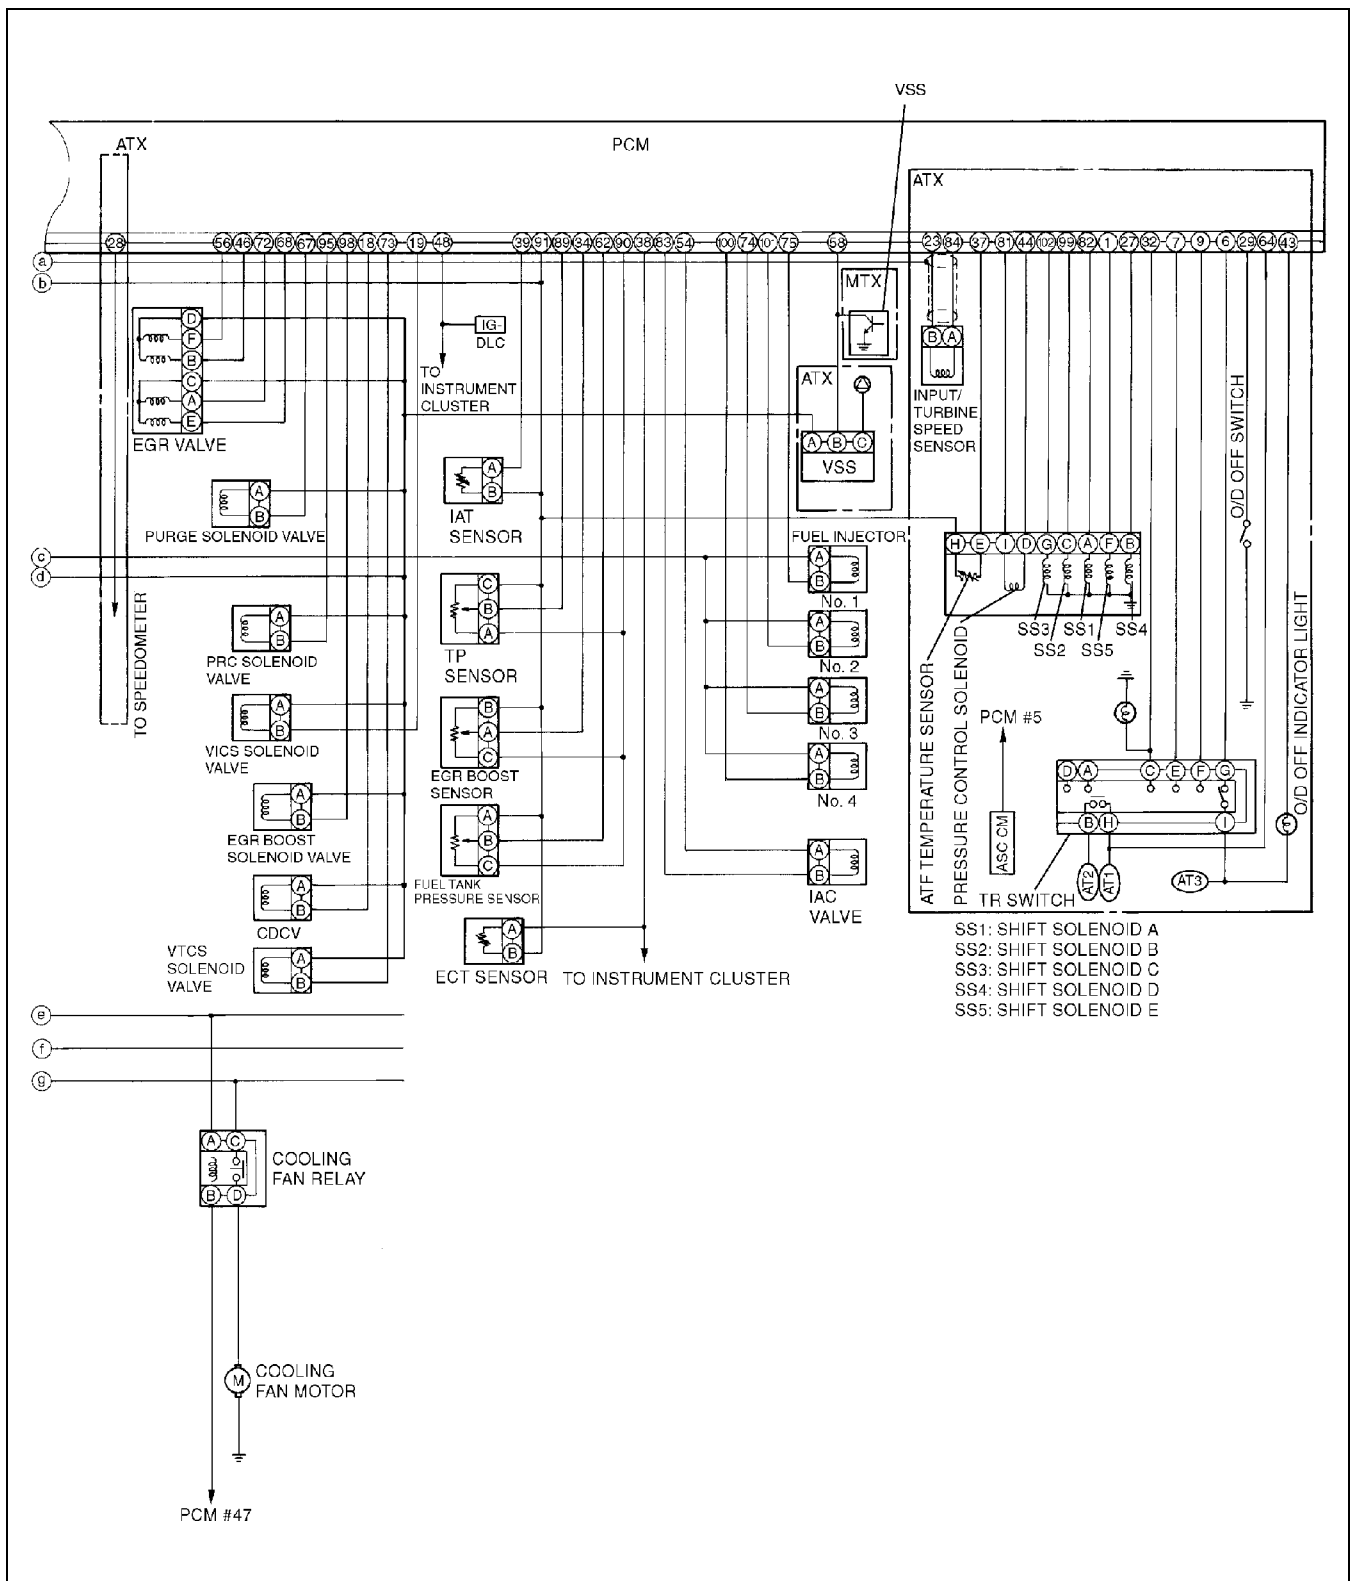 VSS
ATX
PCM
ATX
28 56 46 72 68 67 95 98 18 73 19 48 39 91 89 34 62 90 38 83 54 100 74 101 75 58 23 84 37 81 44 102 99 82 1 27 32 7 9 6 29 64 43
a
b
MTX
D
F
B
C
A
E
EGR VALVE
IG-
DLC
TO
INSTRUMENT
CLUSTER
ATX
A B C
VSS
B A
INPUT/
TURBINE
SPEED
SENSOR
O/D OFF SWITCH
A
B
PURGE SOLENOID VALVE
A
B
IAT
SENSOR
c
d
TO SPEEDOMETER
FUEL INJECTOR
A
B
No. 1
A
B
No. 2
A
B
No. 3
A
B
No. 4
H E I D G C A F B
SS3 SS1 SS4
SS2 SS5
ATF TEMPERATURE SENSOR
PRESSURE CONTROL SOLENOID
A
B
PRC SOLENOID
VALVE
C
B
A
TP
SENSOR
A
B
VICS SOLENOID
VALVE
B
A
C
EGR BOOST
SENSOR
PCM #5
ASC CM
D A C E F G
B H I
AT2 AT1 AT3
TR SWITCH
O/D OFF INDICATOR LIGHT
A
B
EGR BOOST
SOLENOID VALVE
A
B
C
FUEL TANK
PRESSURE SENSOR
A
B
IAC
VALVE
A
B
CDCV
A
B
ECT SENSOR
TO INSTRUMENT CLUSTER
VTCS
SOLENOID
VALVE
A
B
SS1: SHIFT SOLENOID A
SS2: SHIFT SOLENOID B
SS3: SHIFT SOLENOID C
SS4: SHIFT SOLENOID D
SS5: SHIFT SOLENOID E
e
f
g
A C
B D
COOLING
FAN RELAY
M
COOLING
FAN MOTOR
PCM #47